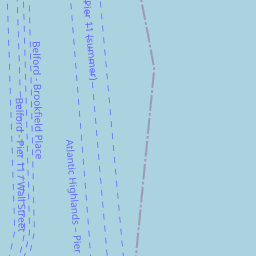 Pier 11 (summer)
Belford - Brookfield Place
Belford - Pier 11 / Wall Street
Atlantic Highlands – Pier